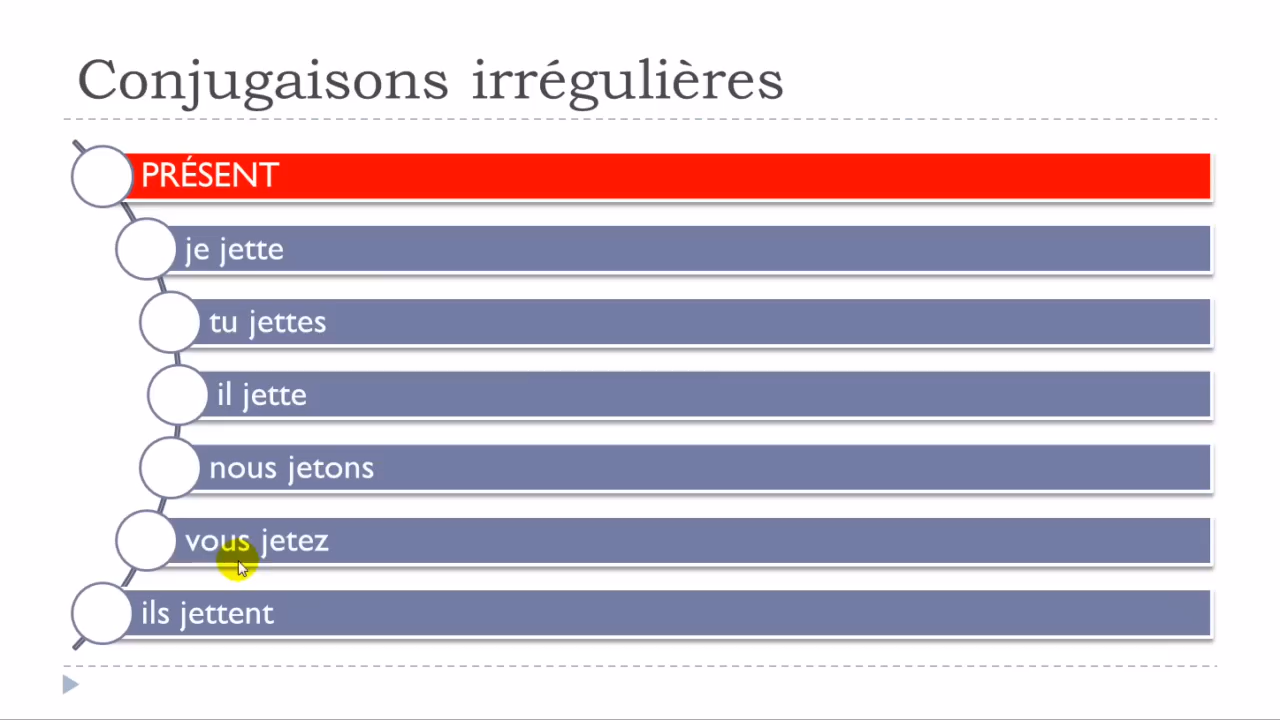 Conjugaisons irrégulières
PRÉSENT
je jette
tu jettes
il jette
nous jetons
vous jetez
ils jettent